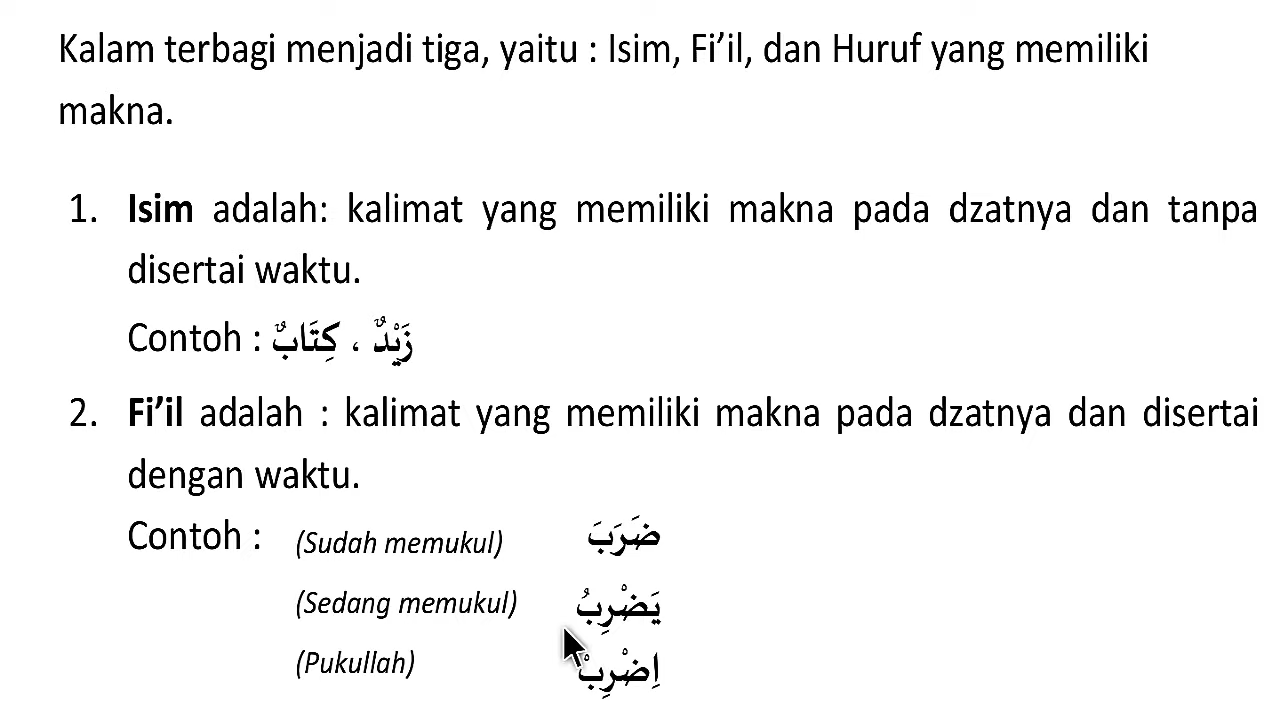 Kalam terbagi menjadi tiga, yaitu : Isim, Fi’il, dan Huruf yang memiliki
makna.
1. Isim adalah: kalimat yang memiliki makna pada dzatnya dan tanpa
disertai waktu.
Contoh : زَيْدٌ ، كِتَابٌ
2. Fi’il adalah : kalimat yang memiliki makna pada dzatnya dan disertai
dengan waktu.
Contoh : (Sudah memukul) ضَرَبَ
(Sedang memukul) يَضْرِبُ
(Pukullah) اِضْرِبْ